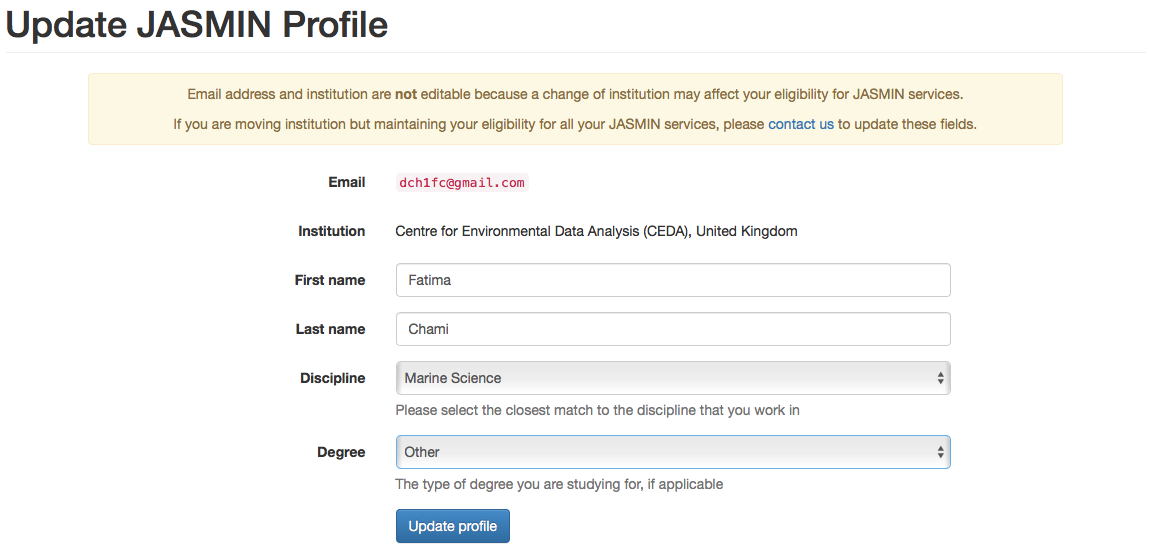 Update JASMIN Profile
Email address and institution are not editable because a change of institution may affect your eligibility for JASMIN services.
If you are moving institution but maintaining your eligibility for all your JASMIN services, please contact us to update these fields.
Email dch1fc@gmail.com
Institution Centre for Environmental Data Analysis (CEDA), United Kingdom
First name Fatima
Last name Chami
Discipline Marine Science
Please select the closest match to the discipline that you work in
Degree Other
The type of degree you are studying for, if applicable
Update profile